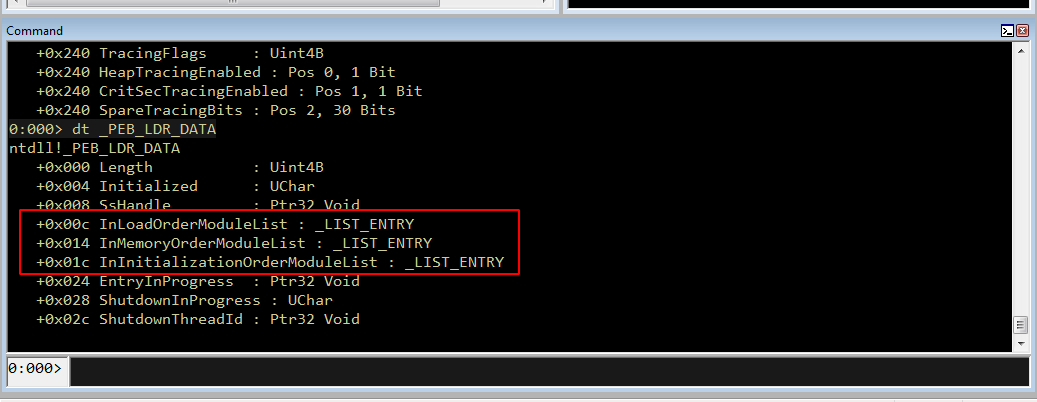 Command
+0x240 TracingFlags     : Uint4B
+0x240 HeapTracingEnabled : Pos 0, 1 Bit
+0x240 CritSecTracingEnabled : Pos 1, 1 Bit
+0x240 SpareTracingBits : Pos 2, 30 Bits
0:000> dt _PEB_LDR_DATA
ntdll!_PEB_LDR_DATA
+0x000 Length           : Uint4B
+0x004 Initialized      : UChar
+0x008 SsHandle         : Ptr32 Void
+0x00c InLoadOrderModuleList : _LIST_ENTRY
+0x014 InMemoryOrderModuleList : _LIST_ENTRY
+0x01c InInitializationOrderModuleList : _LIST_ENTRY
+0x024 EntryInProgress  : Ptr32 Void
+0x028 ShutdownInProgress : UChar
+0x02c ShutdownThreadId : Ptr32 Void
0:000>